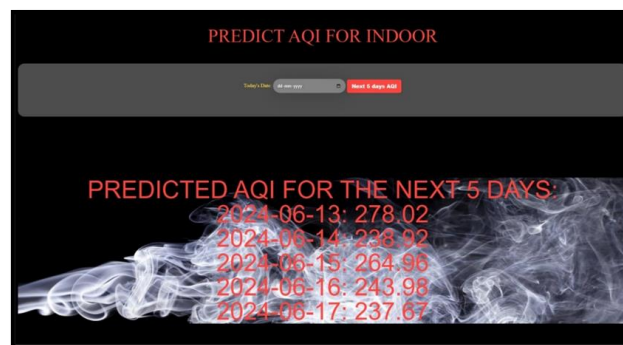 PREDICT AQI FOR INDOOR
Today's Date: dd-mm-yyyy Next 5 days AQI
PREDICTED AQI FOR THE NEXT 5 DAYS:
2024-06-13: 278.02
2024-06-14: 238.92
2024-06-15: 264.96
2024-06-16: 243.98
2024-06-17: 237.67